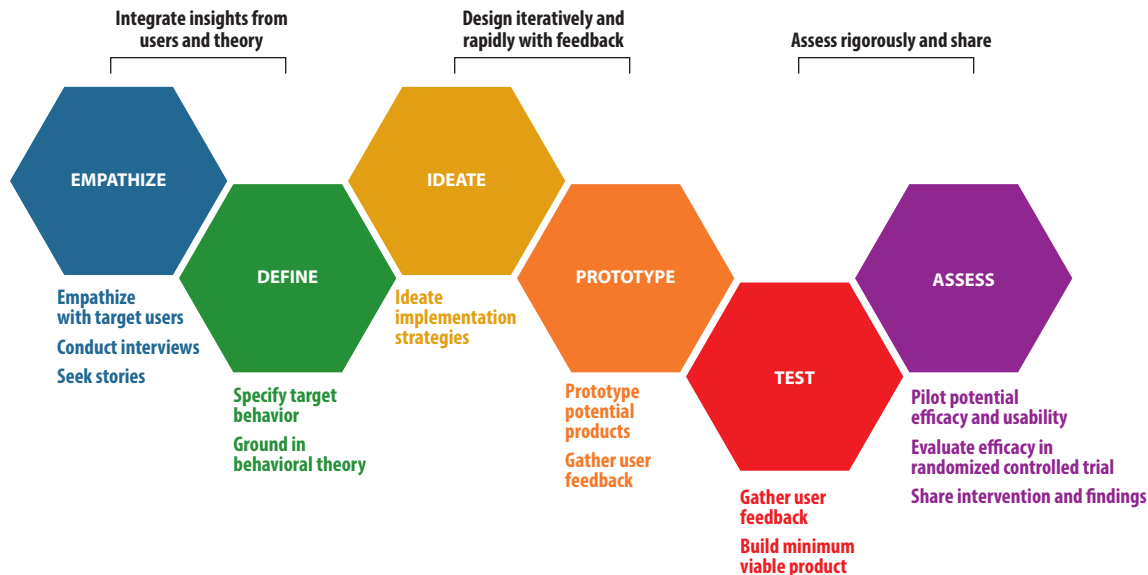 Integrate insights from
users and theory
Design iteratively and
rapidly with feedback
Assess rigorously and share
EMPATHIZE
Empathize
with target users
Conduct interviews
Seek stories
DEFINE
Specify target
behavior
Ground in
behavioral theory
IDEATE
Ideate
implementation
strategies
PROTOTYPE
Prototype
potential
products
Gather user
feedback
TEST
Gather user
feedback
Build minimum
viable product
ASSESS
Pilot potential
efficacy and usability
Evaluate efficacy in
randomized controlled trial
Share intervention and findings